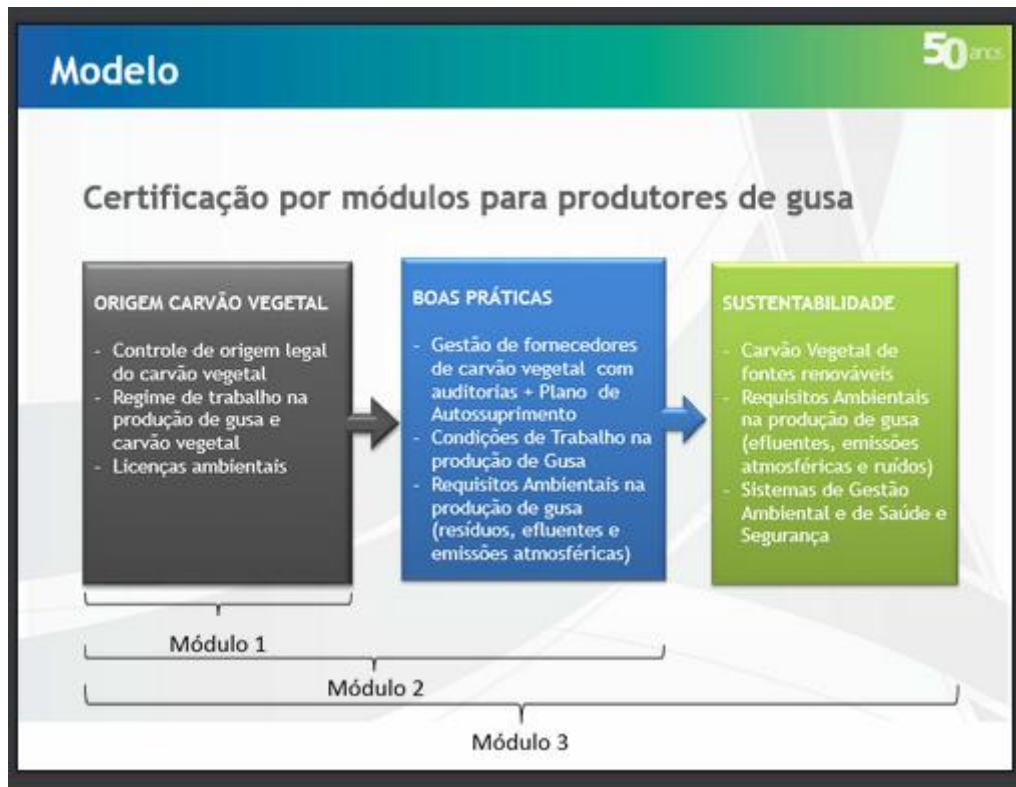 Modelo
50 anos
Certificação por módulos para produtores de gusa
ORIGEM CARVÃO VEGETAL
- Controle de origem legal
do carvão vegetal
- Regime de trabalho na
produção de gusa e
carvão vegetal
- Licenças ambientais
BOAS PRÁTICAS
- Gestão de fornecedores
de carvão vegetal com
auditorias + Plano de
Autossuprimento
- Condições de Trabalho na
produção de Gusa
- Requisitos Ambientais na
produção de gusa
(resíduos, efluentes e
emissões atmosféricas)
SUSTENTABILIDADE
- Carvão Vegetal de
fontes renováveis
- Requisitos Ambientais
na produção de gusa
(efluentes, emissões
atmosféricas e ruídos)
- Sistemas de Gestão
Ambiental e de Saúde e
Segurança
Módulo 1
Módulo 2
Módulo 3